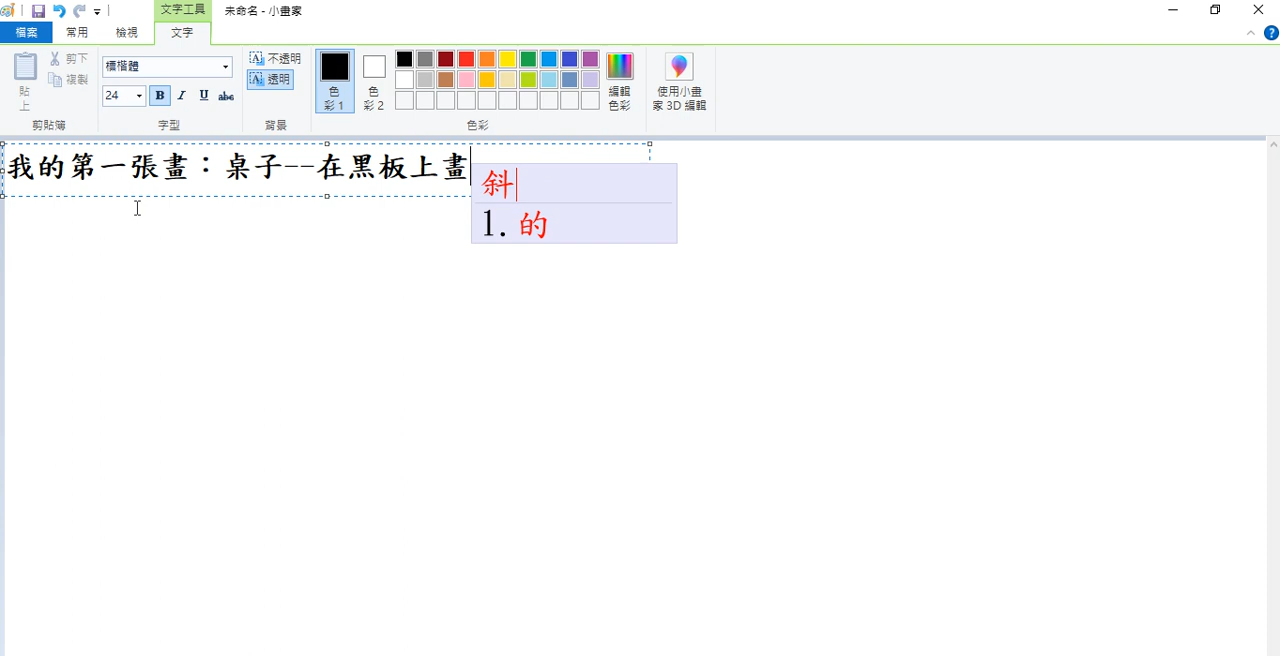 文字工具
未命名 - 小畫家
檔案
常用
檢視
文字
?
貼上
剪下
複製
剪貼簿
標楷體
24
B I U abc
字型
不透明
透明
背景
色彩 1
色彩 2
編輯色彩
色彩
使用小畫家 3D 編輯
我的第一張畫：桌子--在黑板上畫
斜
1. 的